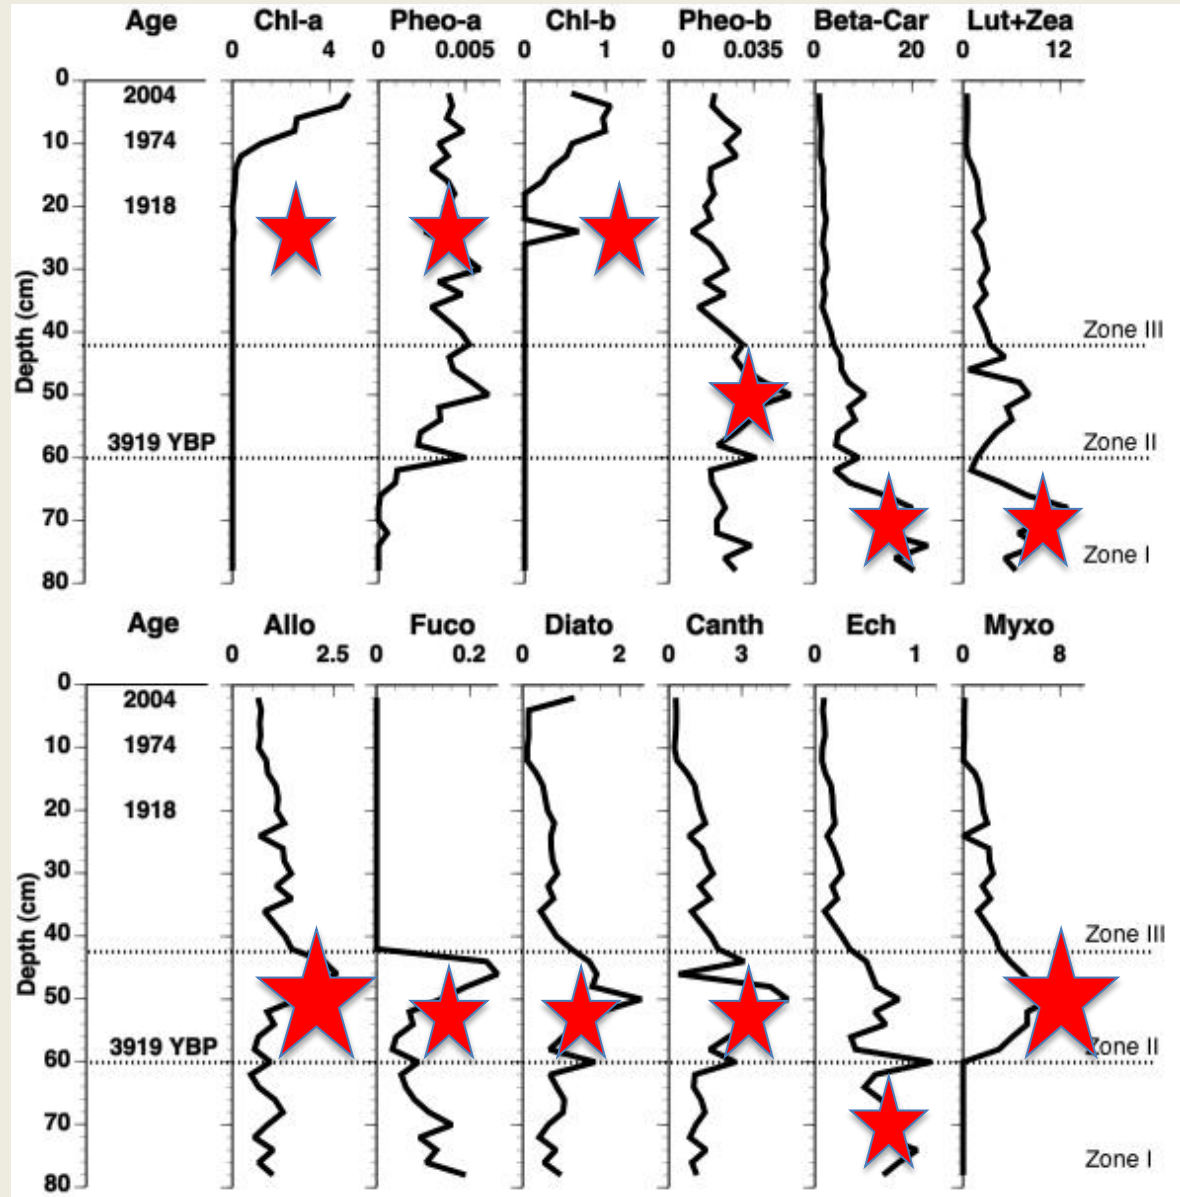 Age Chl-a Pheo-a Chl-b Pheo-b Beta-Car Lut+Zea
0 4 0 0.005 0 1 0 0.035 0 20 0 12
0
2004
10 1974
20 1918
30
40 Zone III
50
3919 YBP Zone II
60
70
Zone I
80
Depth (cm)
Age Allo Fuco Diato Canth Ech Myxo
0 2.5 0 0.2 0 2 0 3 0 1 0 8
0
2004
10 1974
20 1918
30
40 Zone III
50
3919 YBP Zone II
60
70
Zone I
80
Depth (cm)